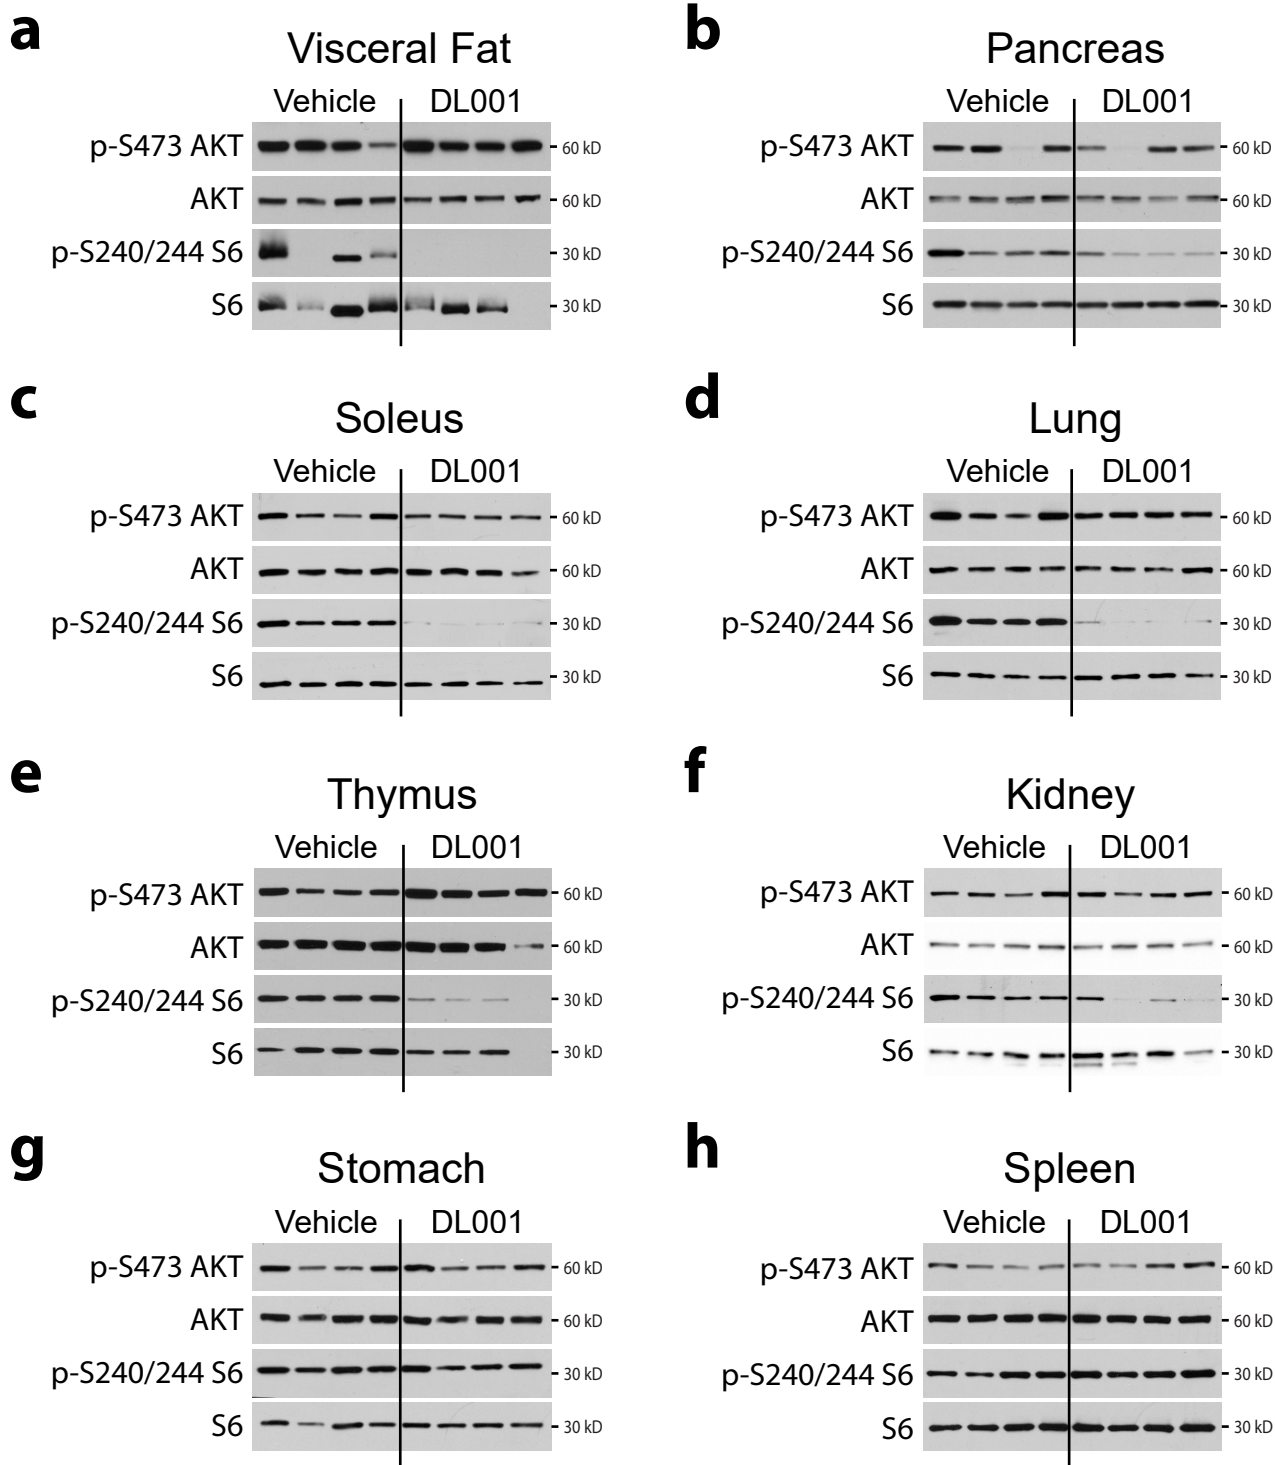 a
Visceral Fat
Vehicle DL001
p-S473 AKT 60 kD
AKT 60 kD
p-S240/244 S6 30 kD
S6 30 kD
b
Pancreas
Vehicle DL001
p-S473 AKT 60 kD
AKT 60 kD
p-S240/244 S6 30 kD
S6 30 kD
c
Soleus
Vehicle DL001
p-S473 AKT 60 kD
AKT 60 kD
p-S240/244 S6 30 kD
S6 30 kD
d
Lung
Vehicle DL001
p-S473 AKT 60 kD
AKT 60 kD
p-S240/244 S6 30 kD
S6 30 kD
e
Thymus
Vehicle DL001
p-S473 AKT 60 kD
AKT 60 kD
p-S240/244 S6 30 kD
S6 30 kD
f
Kidney
Vehicle DL001
p-S473 AKT 60 kD
AKT 60 kD
p-S240/244 S6 30 kD
S6 30 kD
g
Stomach
Vehicle DL001
p-S473 AKT 60 kD
AKT 60 kD
p-S240/244 S6 30 kD
S6 30 kD
h
Spleen
Vehicle DL001
p-S473 AKT 60 kD
AKT 60 kD
p-S240/244 S6 30 kD
S6 30 kD